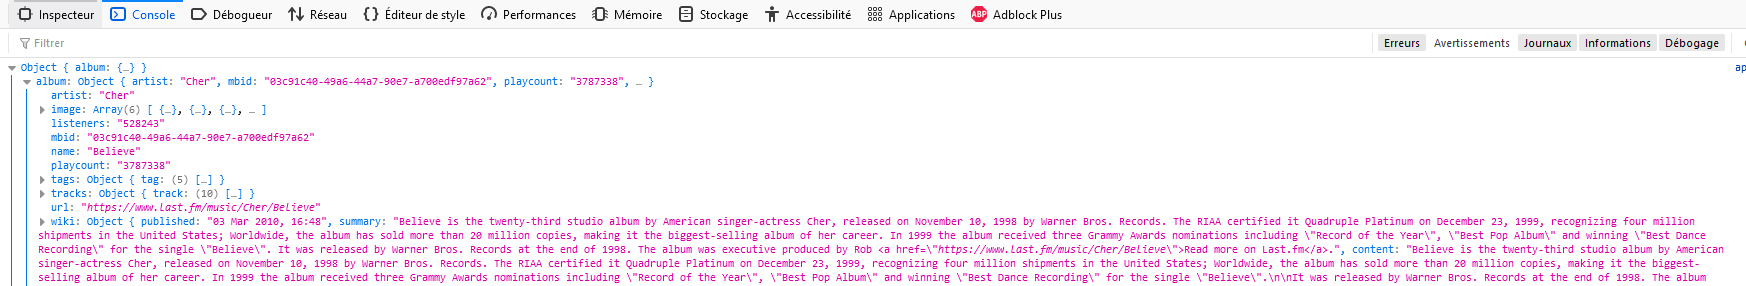 Inspecteur Console Débogueur Réseau Éditeur de style Performances Mémoire Stockage Accessibilité Applications ABP Adblock Plus
Filtrer Erreurs Avertissements Journaux Informations Débogage
Object { album: {…} } ap
album: Object { artist: "Cher", mbid: "03c91c40-49a6-44a7-90e7-a700edf97a62", playcount: "3787338", … }
artist: "Cher"
image: Array(6) [ {…}, {…}, {…}, … ]
listeners: "528243"
mbid: "03c91c40-49a6-44a7-90e7-a700edf97a62"
name: "Believe"
playcount: "3787338"
tags: Object { tag: (5) […] }
tracks: Object { track: (10) […] }
url: "https://www.last.fm/music/Cher/Believe"
wiki: Object { published: "03 Mar 2010, 16:48", summary: "Believe is the twenty-third studio album by American singer-actress Cher, released on November 10, 1998 by Warner Bros. Records. The RIAA certified it Quadruple Platinum on December 23, 1999, recognizing four million
shipments in the United States; Worldwide, the album has sold more than 20 million copies, making it the biggest-selling album of her career. In 1999 the album received three Grammy Awards nominations including \"Record of the Year\", \"Best Pop Album\" and winning \"Best Dance
Recording\" for the single \"Believe\". It was released by Warner Bros. Records at the end of 1998. The album was executive produced by Rob <a href=\"https://www.last.fm/music/Cher/Believe\">Read more on Last.fm</a>.", content: "Believe is the twenty-third studio album by American
singer-actress Cher, released on November 10, 1998 by Warner Bros. Records. The RIAA certified it Quadruple Platinum on December 23, 1999, recognizing four million shipments in the United States; Worldwide, the album has sold more than 20 million copies, making it the biggest-
selling album of her career. In 1999 the album received three Grammy Awards nominations including \"Record of the Year\", \"Best Pop Album\" and winning \"Best Dance Recording\" for the single \"Believe\".\n\nIt was released by Warner Bros. Records at the end of 1998. The album